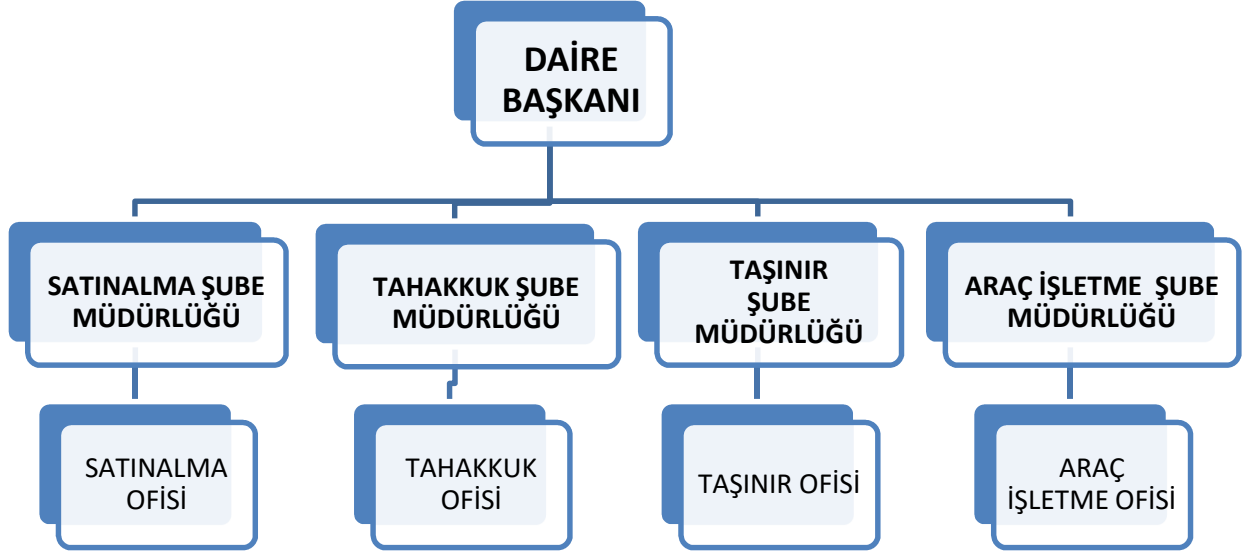 DAİRE
BAŞKANI
SATINALMA ŞUBE
MÜDÜRLÜĞÜ
TAHAKKUK ŞUBE
MÜDÜRLÜĞÜ
TAŞINIR
ŞUBE
MÜDÜRLÜĞÜ
ARAÇ İŞLETME ŞUBE
MÜDÜRLÜĞÜ
SATINALMA
OFİSİ
TAHAKKUK
OFİSİ
TAŞINIR OFİSİ
ARAÇ
İŞLETME OFİSİ